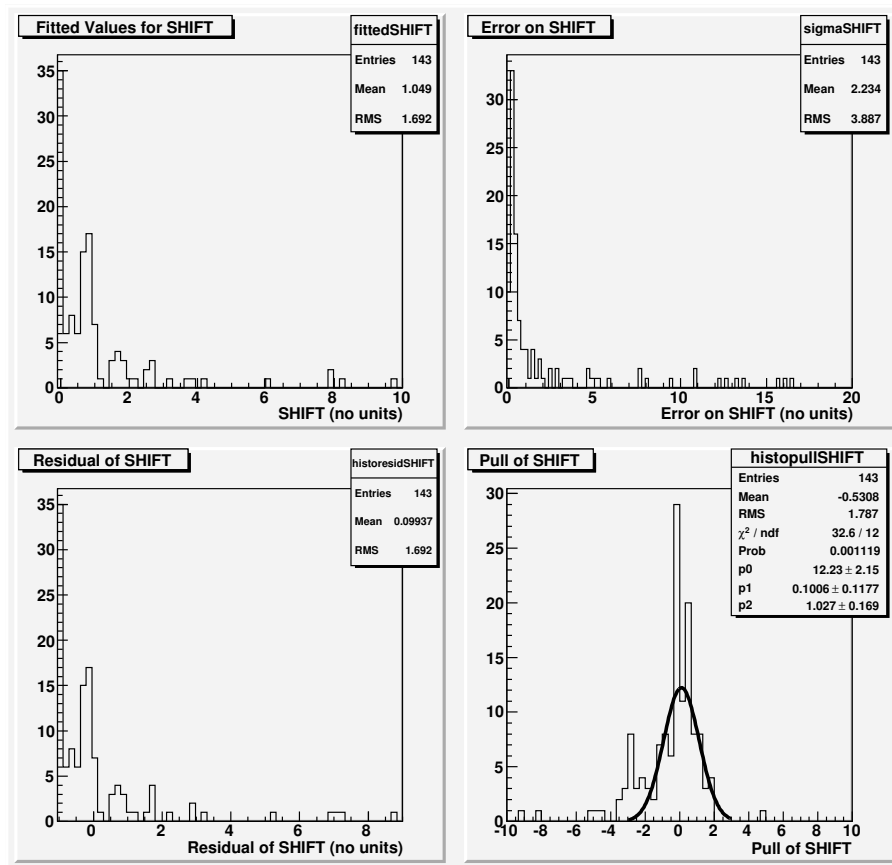 Fitted Values for SHIFT
fittedSHIFT
Entries 143
Mean 1.049
RMS 1.692
35
30
25
20
15
10
5
0
0 2 4 6 8 10
SHIFT (no units)
Error on SHIFT
sigmaSHIFT
Entries 143
Mean 2.234
RMS 3.887
30
25
20
15
10
5
0
0 5 10 15 20
Error on SHIFT (no units)
Residual of SHIFT
historesidSHIFT
Entries 143
Mean 0.09937
RMS 1.692
35
30
25
20
15
10
5
0
0 2 4 6 8
Residual of SHIFT (no units)
Pull of SHIFT
histopullSHIFT
Entries 143
Mean -0.5308
RMS 1.787
χ² / ndf 32.6 / 12
Prob 0.001119
p0 12.23 ± 2.15
p1 0.1006 ± 0.1177
p2 1.027 ± 0.169
30
25
20
15
10
5
0
-10 -8 -6 -4 -2 0 2 4 6 8 10
Pull of SHIFT